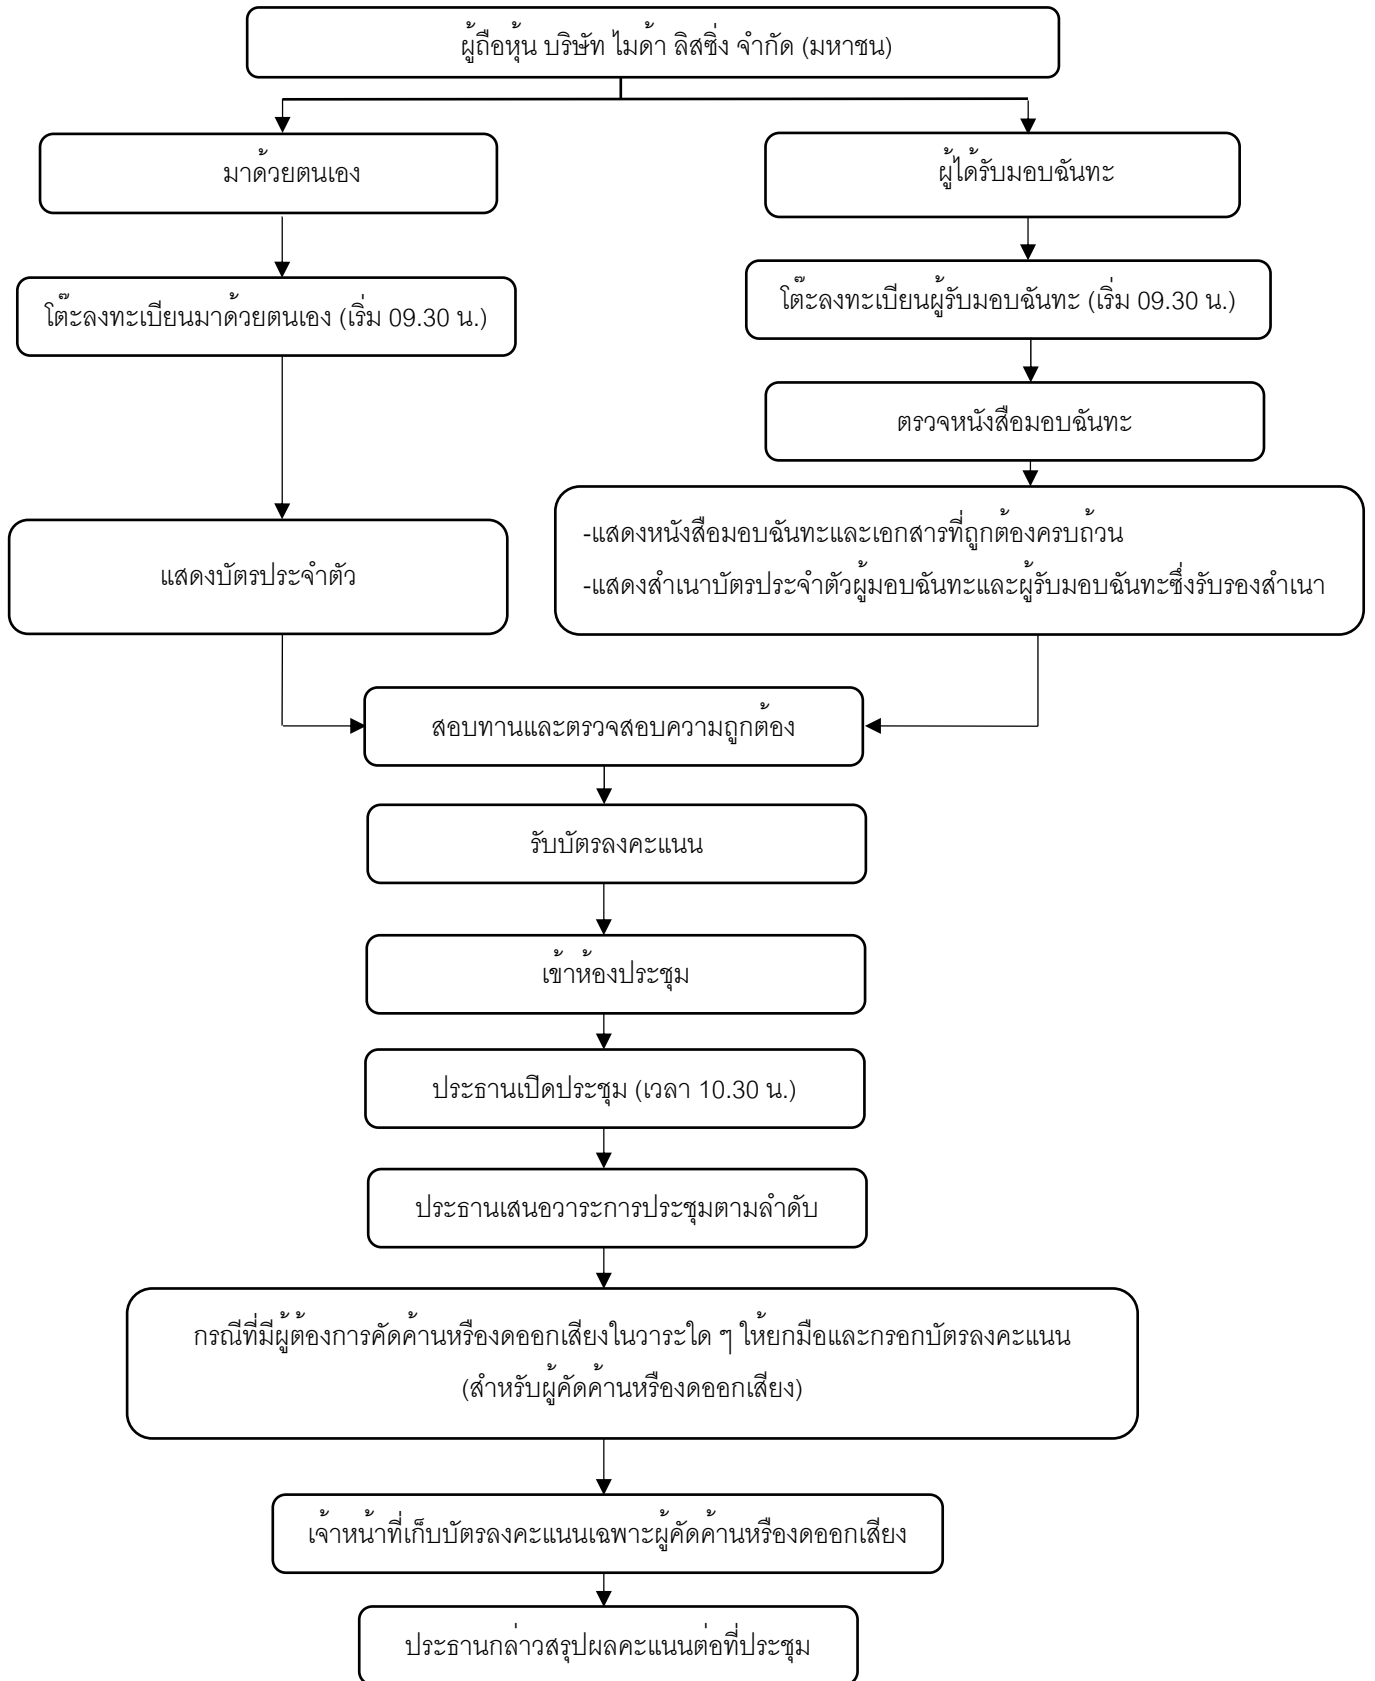 ผู้ถือหุ้น บริษัท ไมด้า ลิสซิ่ง จำกัด (มหาชน)
มาด้วยตนเอง
ผู้ได้รับมอบฉันทะ
โต๊ะลงทะเบียนมาด้วยตนเอง (เริ่ม 09.30 น.)
โต๊ะลงทะเบียนผู้รับมอบฉันทะ (เริ่ม 09.30 น.)
ตรวจหนังสือมอบฉันทะ
แสดงบัตรประจำตัว
-แสดงหนังสือมอบฉันทะและเอกสารที่ถูกต้องครบถ้วน
-แสดงสำเนาบัตรประจำตัวผู้มอบฉันทะและผู้รับมอบฉันทะซึ่งรับรองสำเนา
สอบทานและตรวจสอบความถูกต้อง
รับบัตรลงคะแนน
เข้าห้องประชุม
ประธานเปิดประชุม (เวลา 10.30 น.)
ประธานเสนอวาระการประชุมตามลำดับ
กรณีที่มีผู้ต้องการคัดค้านหรืองดออกเสียงในวาระใด ๆ ให้ยกมือและกรอกบัตรลงคะแนน
(สำหรับผู้คัดค้านหรืองดออกเสียง)
เจ้าหน้าที่เก็บบัตรลงคะแนนเฉพาะผู้คัดค้านหรืองดออกเสียง
ประธานกล่าวสรุปผลคะแนนต่อที่ประชุม